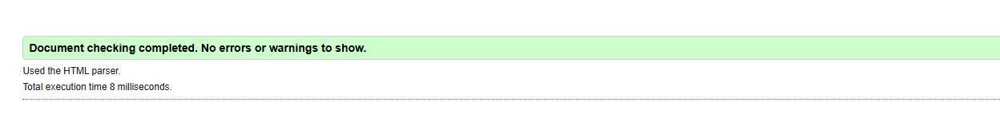 Document checking completed. No errors or warnings to show.
Used the HTML parser.
Total execution time 8 milliseconds.